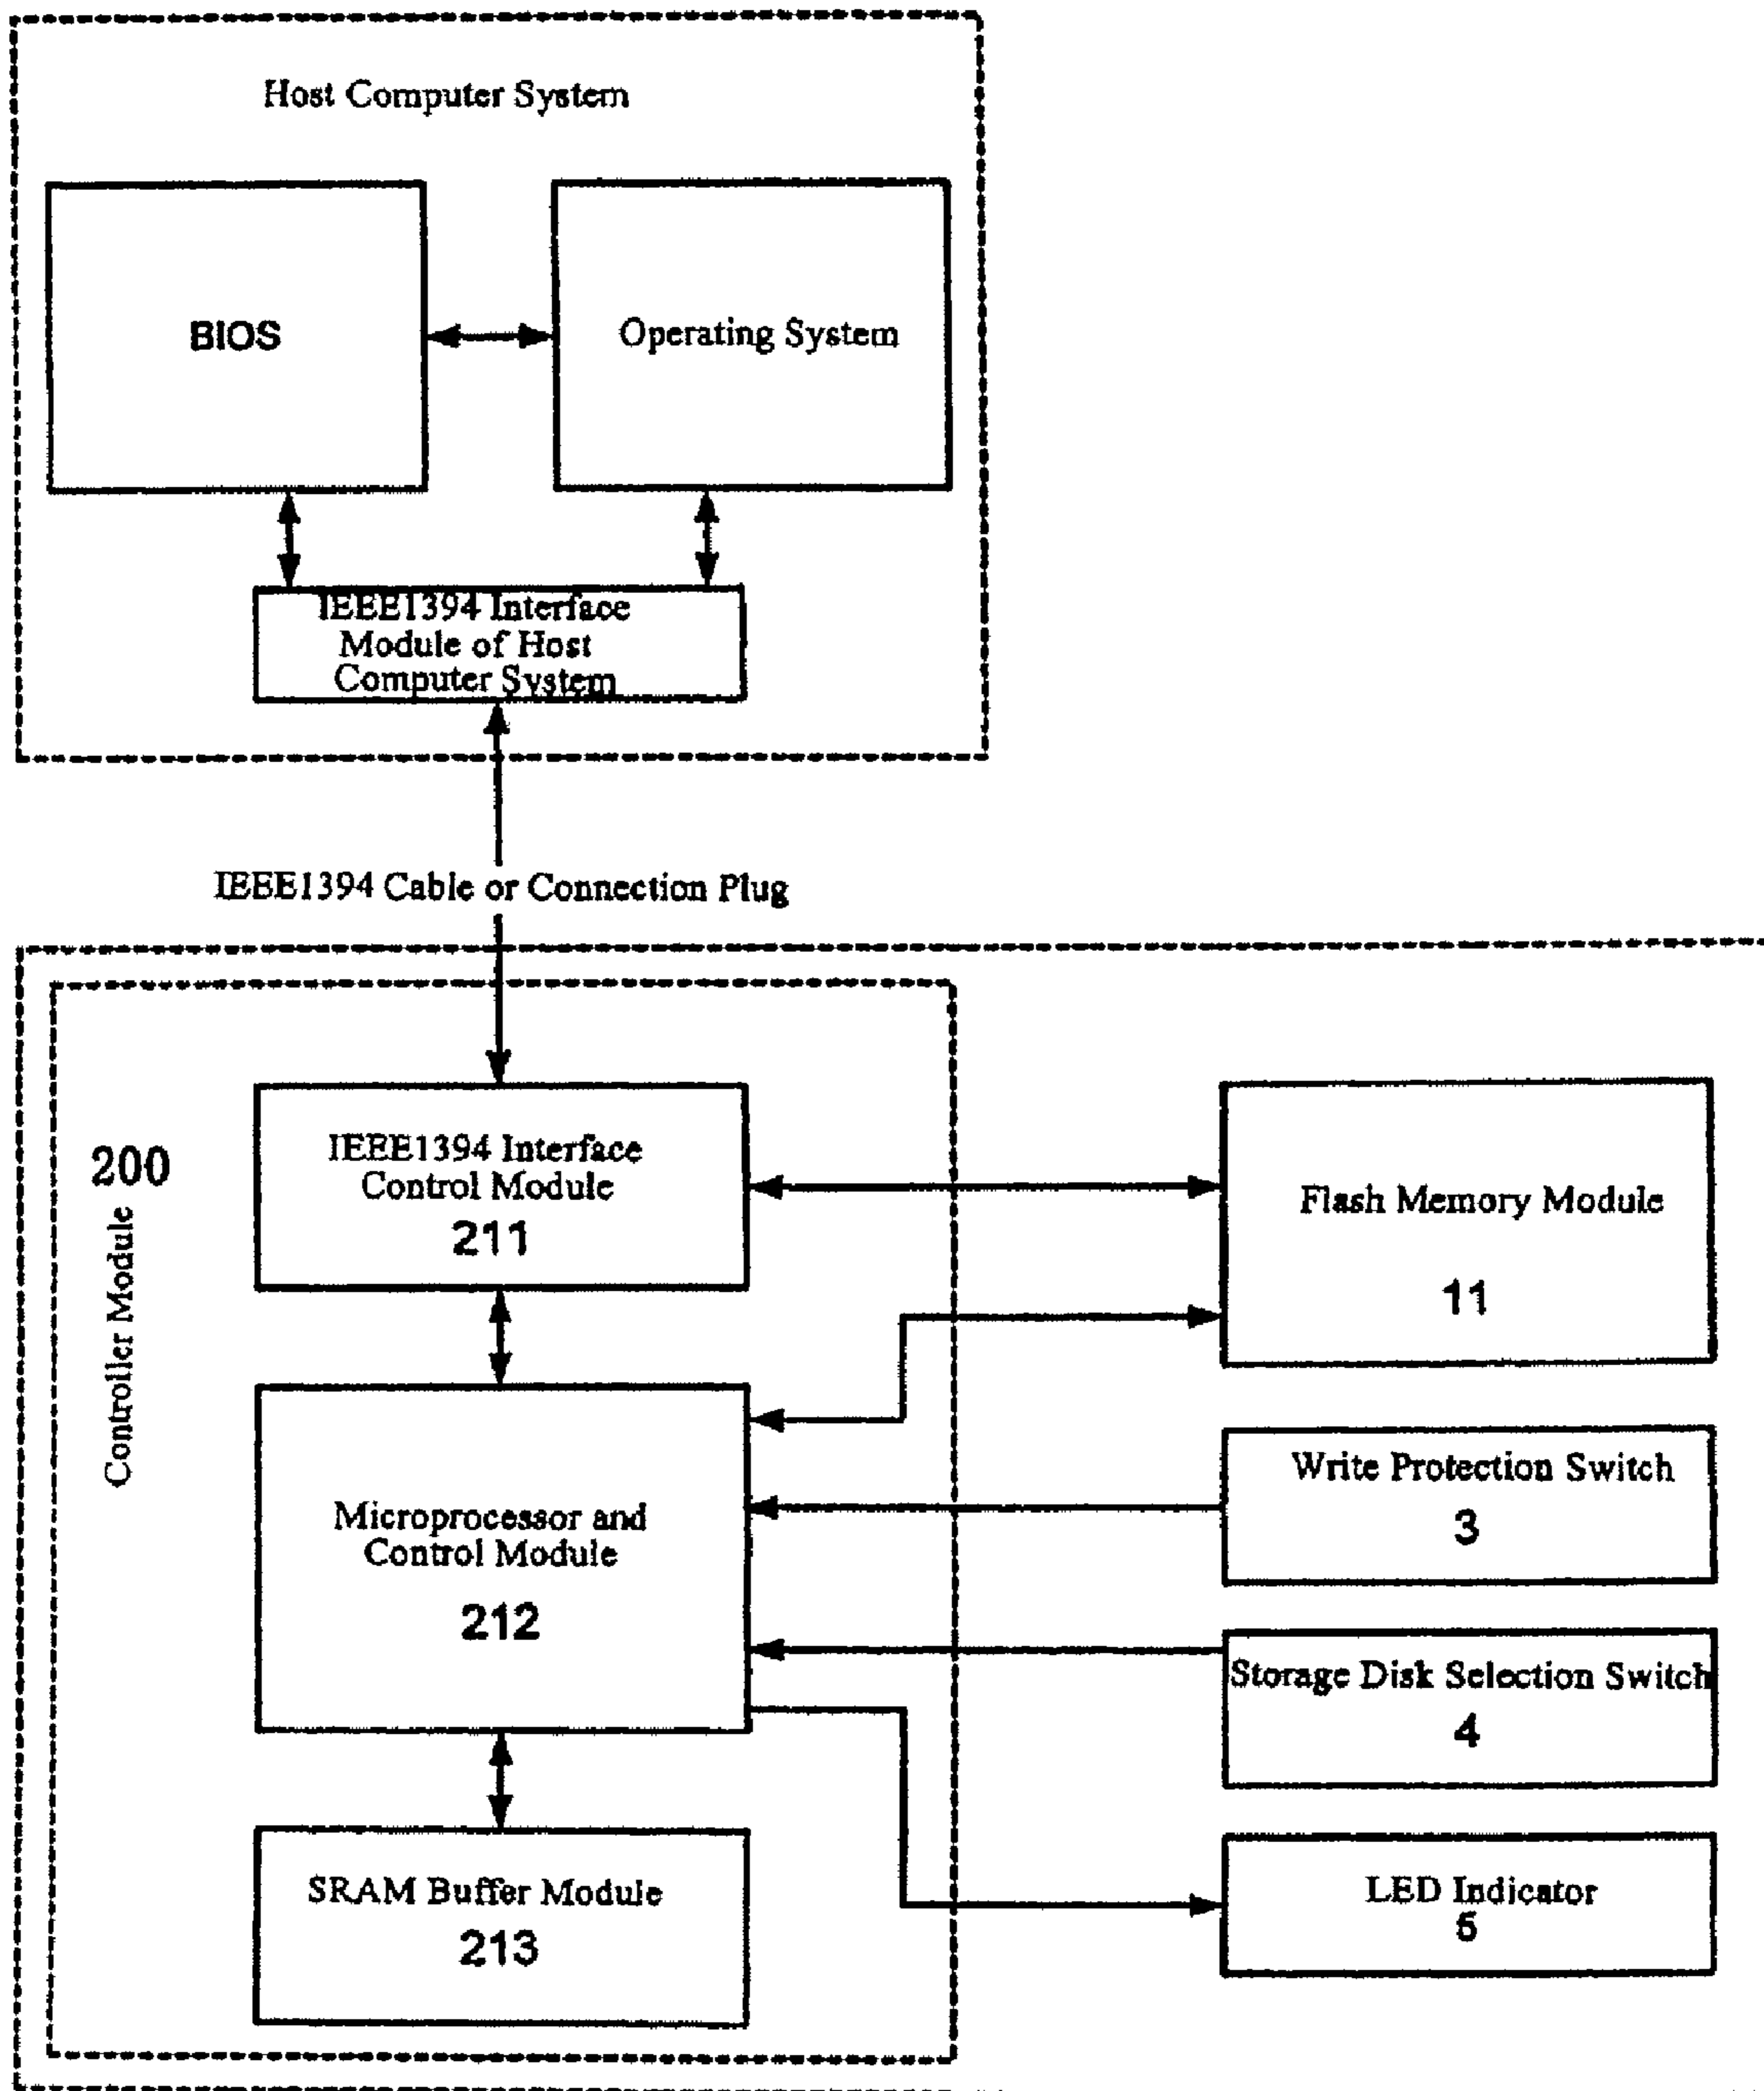 Host Computer System
BIOS
Operating System
IEEE1394 Interface
Module of Host
Computer System
IEEE1394 Cable or Connection Plug
200
Controller Module
IEEE1394 Interface
Control Module
211
Flash Memory Module
11
Microprocessor and
Control Module
212
Write Protection Switch
3
Storage Disk Selection Switch
4
SRAM Buffer Module
213
LED Indicator
5